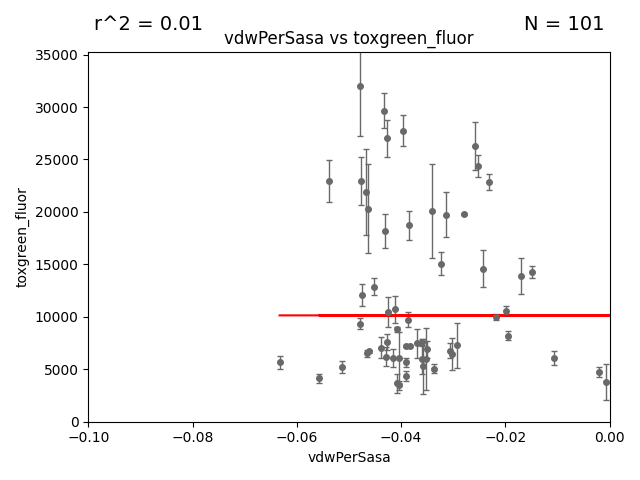 r^2 = 0.01
N = 101
vdwPerSasa vs toxgreen_fluor
35000
30000
25000
20000
15000
10000
5000
0
toxgreen_fluor
−0.10
−0.08
−0.06
−0.04
−0.02
0.00
vdwPerSasa